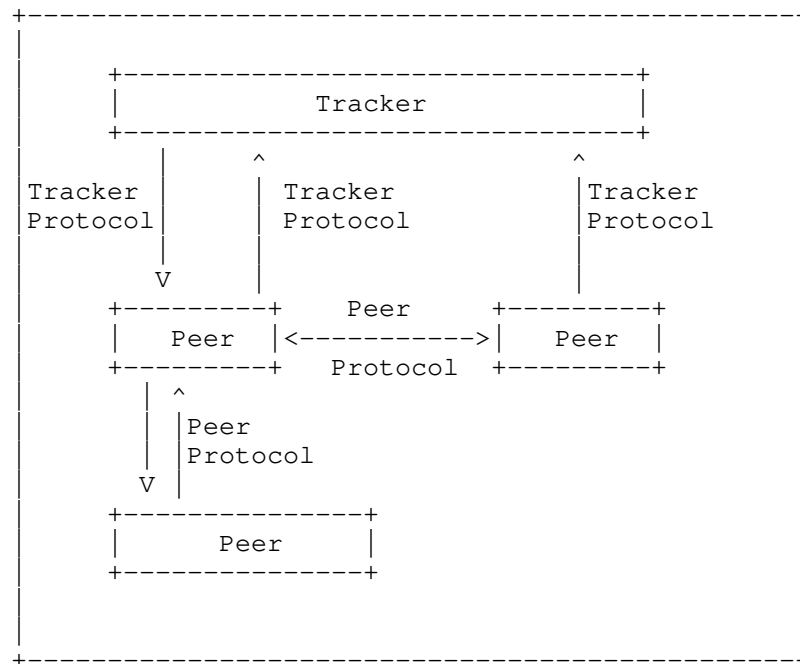 Tracker
Tracker Tracker Tracker
Protocol Protocol Protocol
V
Peer
Peer Peer
Protocol
Peer
Protocol
V
Peer